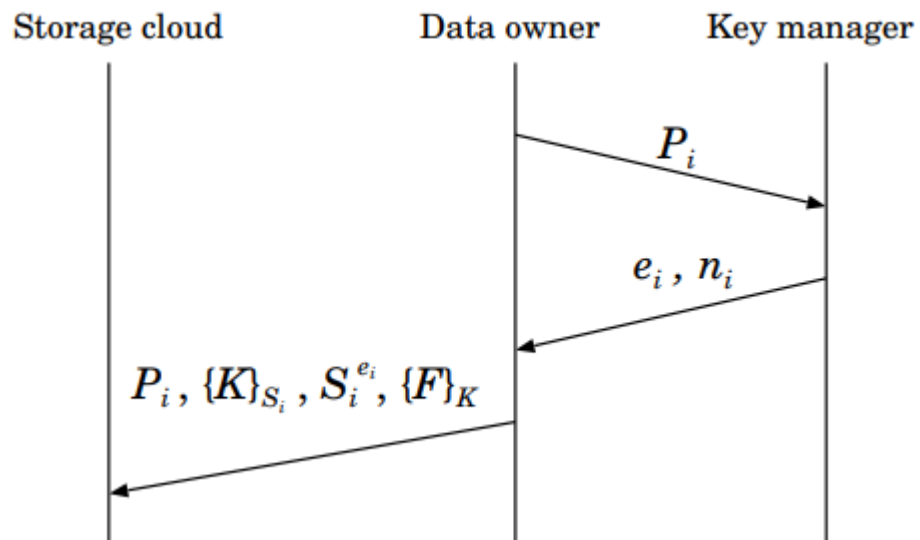 Storage cloud Data owner Key manager
P_i
e_i , n_i
P_i , {K}_{S_i} , S_i^{e_i}, {F}_K